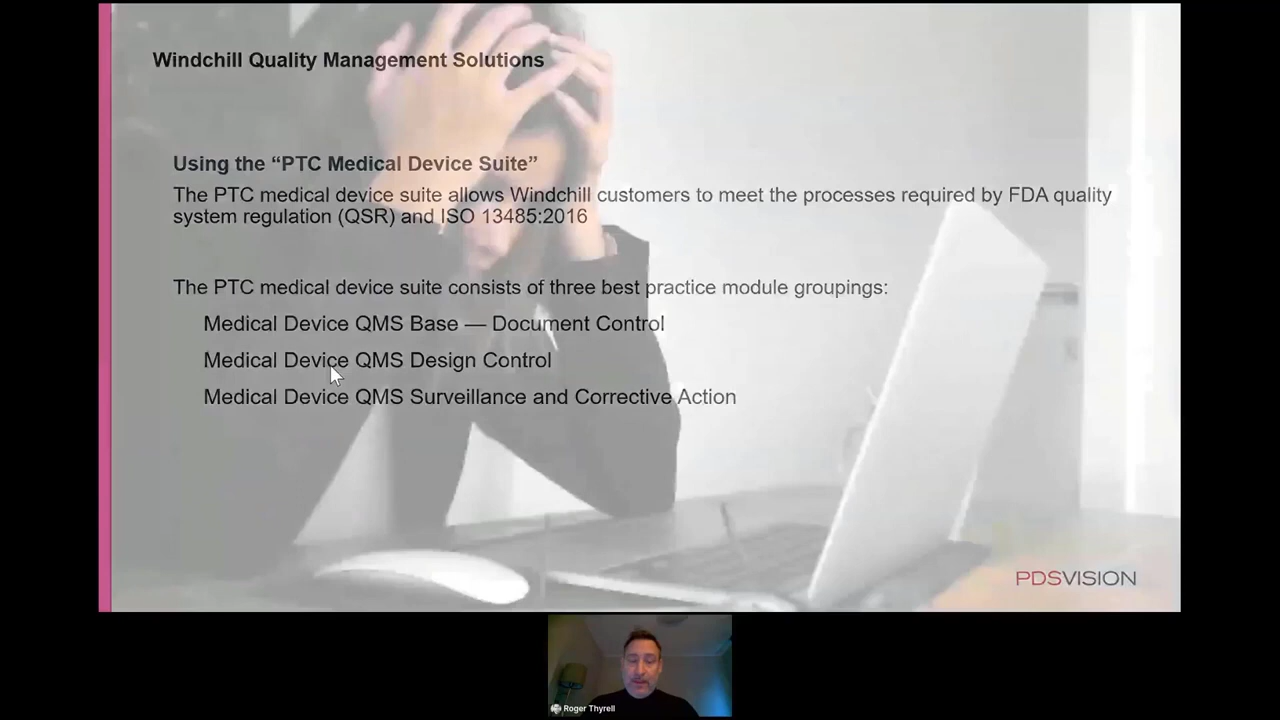 Windchill Quality Management Solutions
Using the “PTC Medical Device Suite”
The PTC medical device suite allows Windchill customers to meet the processes required by FDA quality
system regulation (QSR) and ISO 13485:2016
The PTC medical device suite consists of three best practice module groupings:
Medical Device QMS Base — Document Control
Medical Device QMS Design Control
Medical Device QMS Surveillance and Corrective Action
PDSVISION
Roger Thyrell